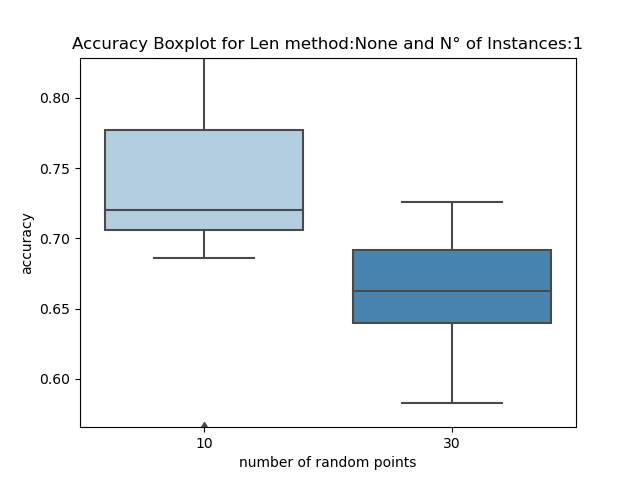 Accuracy Boxplot for Len method:None and N° of Instances:1
accuracy
0.80
0.75
0.70
0.65
0.60
10 30
number of random points